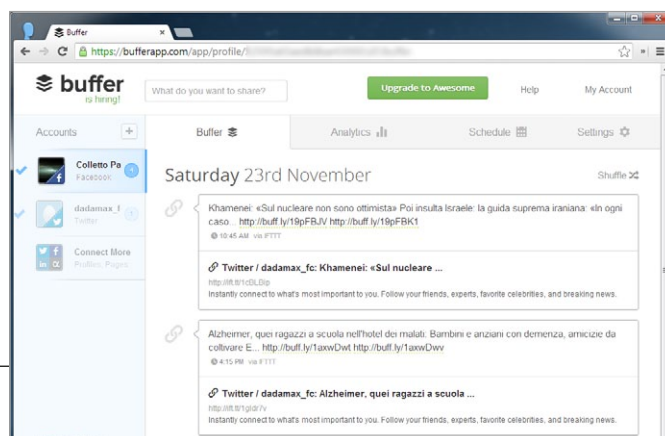 Buffer
https://bufferapp.com/app/profile/
buffer
is hiring!
What do you want to share?
Upgrade to Awesome
Help
My Account
Accounts
+
Buffer
Analytics
Schedule
Settings
Colletto Pa
Facebook
dadamax_f
Twitter
Connect More
Profiles, Pages
Saturday 23rd November
Shuffle
Khamenei: «Sul nucleare non sono ottimista» Poi insulta Israele: la guida suprema iraniana: «In ogni
caso... http://buff.ly/19pFBJV http://buff.ly/19pFBK1
10:45 AM via IFTTT
Twitter / dadamax_fc: Khamenei: «Sul nucleare ...
Instantly connect to what's most important to you. Follow your friends, experts, favorite celebrities, and breaking news.
Alzheimer, quei ragazzi a scuola nell'hotel dei malati. Bambini e anziani con demenza, amicizie da
coltivare E... http://buff.ly/1axwDwt http://buff.ly/1axwDwv
4:15 PM via IFTTT
Twitter / dadamax_fc: Alzheimer, quei ragazzi a scuola ...
Instantly connect to what's most important to you. Follow your friends, experts, favorite celebrities, and breaking news.